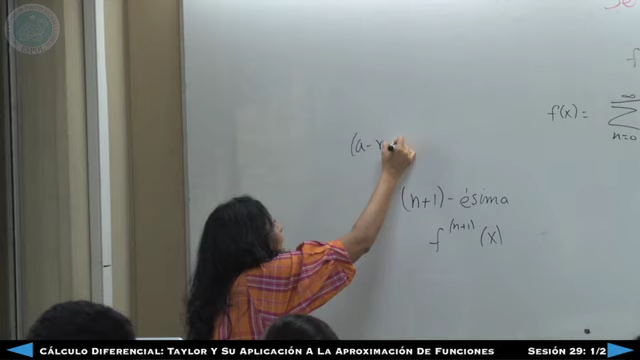 f(x) = ∞ Σ n=0
(a-r
(n+1) - ésima
f^(n+1) (x)
Cálculo Diferencial: Taylor Y Su Aplicación A La Aproximación De Funciones
Sesión 29: 1/2